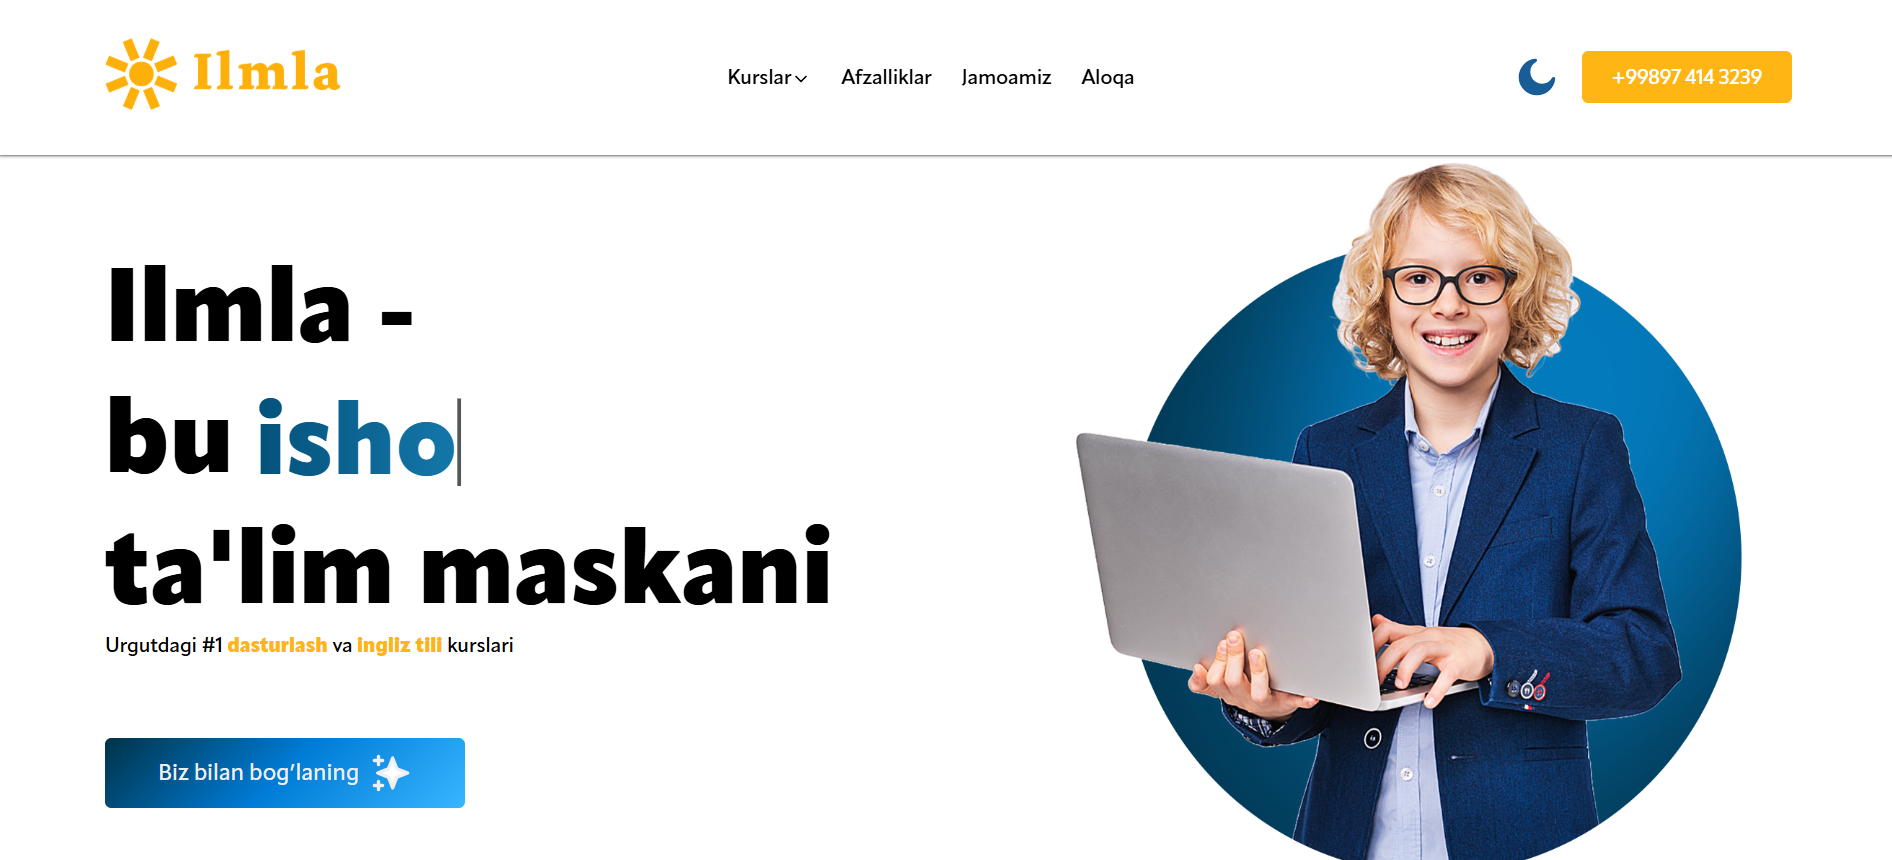 Ilmla
Kurslar
Afzalliklar
Jamoamiz
Aloqa
+99897 414 3239
Ilmla -
bu isho
ta'lim maskani
Urgutdagi #1 dasturlash va ingliz tili kurslari
Biz bilan bog’laning